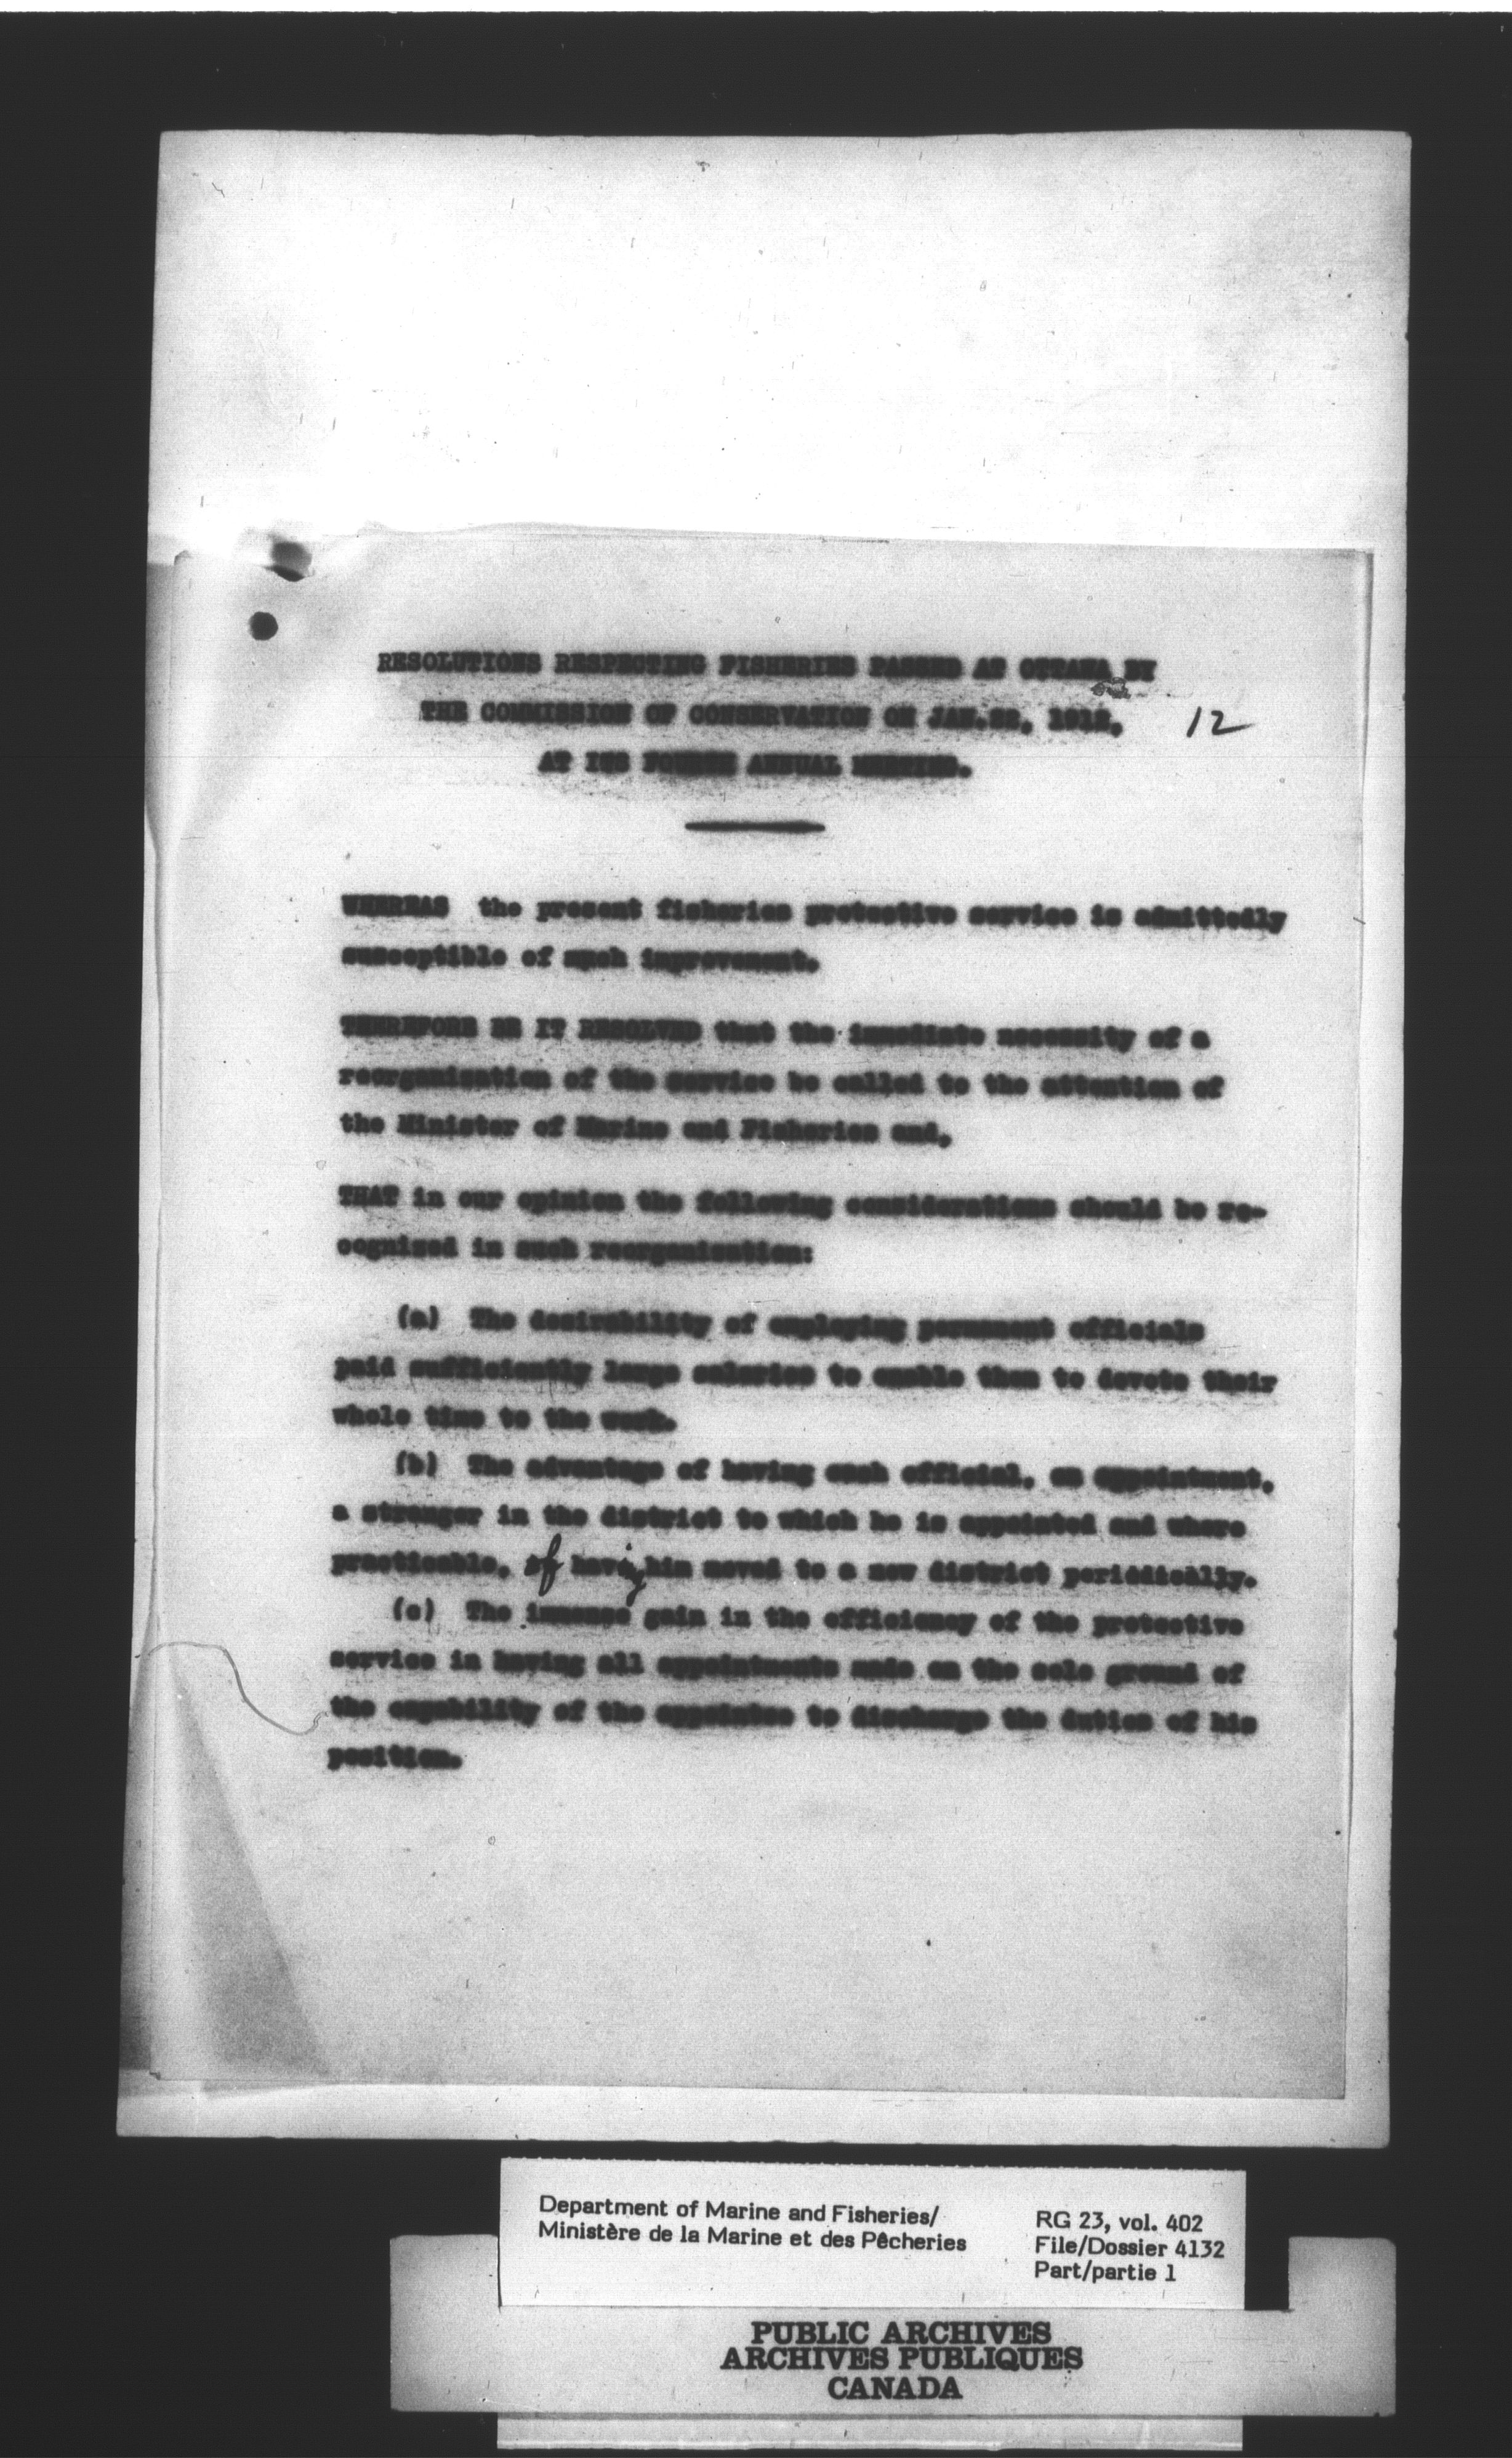 RESOLUTIONS RESPECTING FISHERIES PASSED AT OTTAWA BY
THE COMMISSION OF CONSERVATION ON JAN.22, 1912, 12
AT ITS FOURTH ANNUAL MEETING.
WHEREAS the present fisheries protective service is admittedly
susceptible of much improvement.
THEREFORE BE IT RESOLVED that the immediate necessity of a
reorganisation of the service be called to the attention of
the Minister of Marine and Fisheries and,
THAT in our opinion the following considerations should be re-
cognized in such reorganisation:
(a) The desirability of employing permanent officials
paid sufficiently large salaries to enable them to devote their
whole time to the work.
(b) The advantage of having each official, on appointment,
a stranger in the district to which he is appointed and where
practicable, of having him moved to a new district periodically.
(c) The immense gain in the efficiency of the protective
service in having all appointments made on the sole ground of
the capability of the appointee to discharge the duties of his
position.
Department of Marine and Fisheries/
Ministère de la Marine et des Pêcheries
RG 23, vol. 402
File/Dossier 4132
Part/partie 1
PUBLIC ARCHIVES
ARCHIVES PUBLIQUES
CANADA